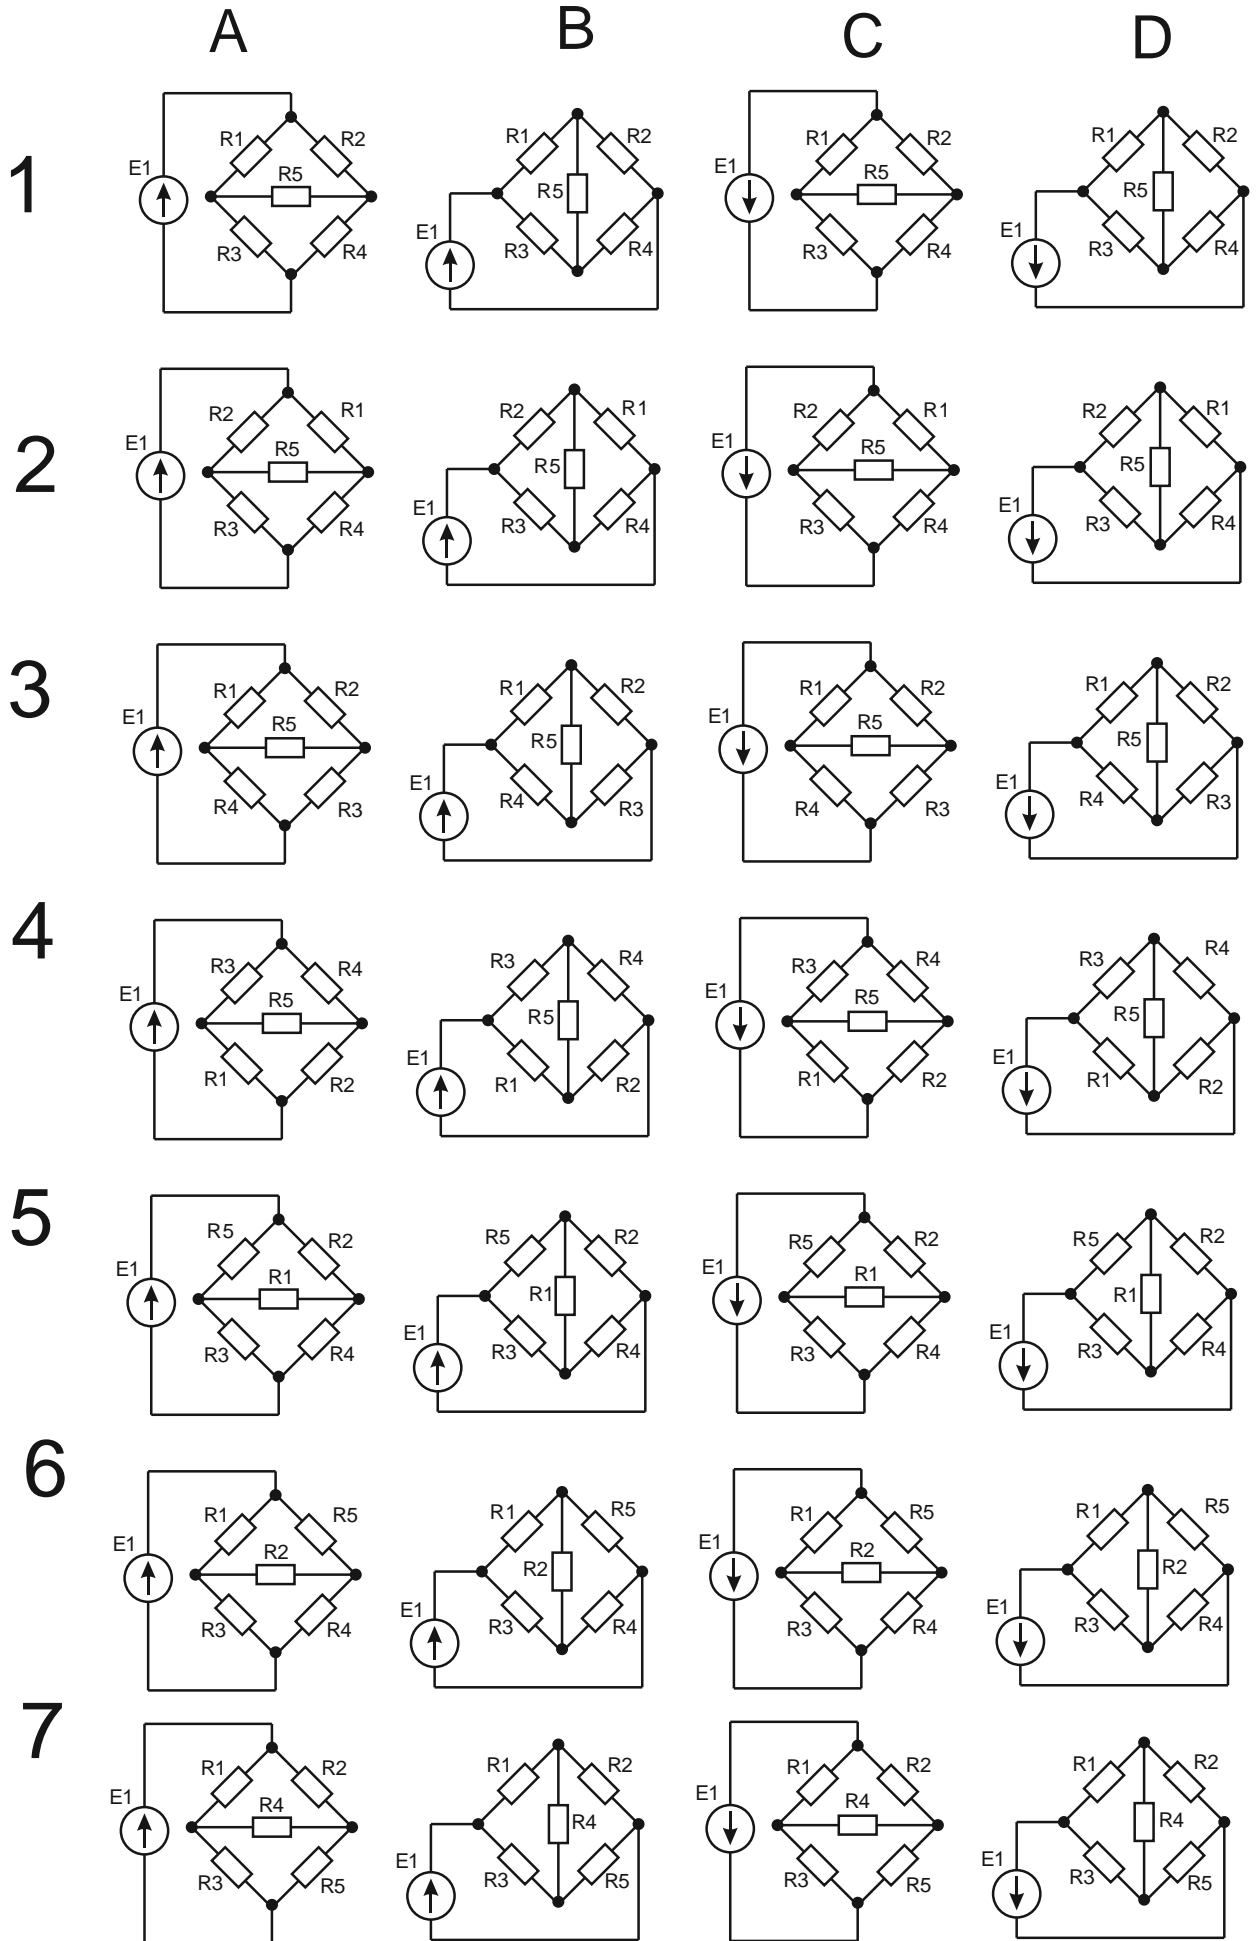 A B C D
1
R1 R2 R1 R2 R1 R2 R1 R2
E1 R5 R5 E1 R5 R5
R3 R4 E1 R3 R4 R3 R4 E1 R3 R4
2
R2 R1 R2 R1 R2 R1 R2 R1
E1 R5 R5 E1 R5 R5
R3 R4 E1 R3 R4 R3 R4 E1 R3 R4
3
R1 R2 R1 R2 R1 R2 R1 R2
E1 R5 R5 E1 R5 R5
R4 R3 E1 R4 R3 R4 R3 E1 R4 R3
4
R3 R4 R3 R4 R3 R4 R3 R4
E1 R5 R5 E1 R5 R5
R1 R2 E1 R1 R2 R1 R2 E1 R1 R2
5
R5 R2 R5 R2 R5 R2 R5 R2
E1 R1 R1 E1 R1 R1
R3 R4 E1 R3 R4 R3 R4 E1 R3 R4
6
R1 R5 R1 R5 R1 R5 R1 R5
E1 R2 R2 E1 R2 R2
R3 R4 E1 R3 R4 R3 R4 E1 R3 R4
7
R1 R2 R1 R2 R1 R2 R1 R2
E1 R4 R4 E1 R4 R4
R3 R5 E1 R3 R5 R3 R5 E1 R3 R5